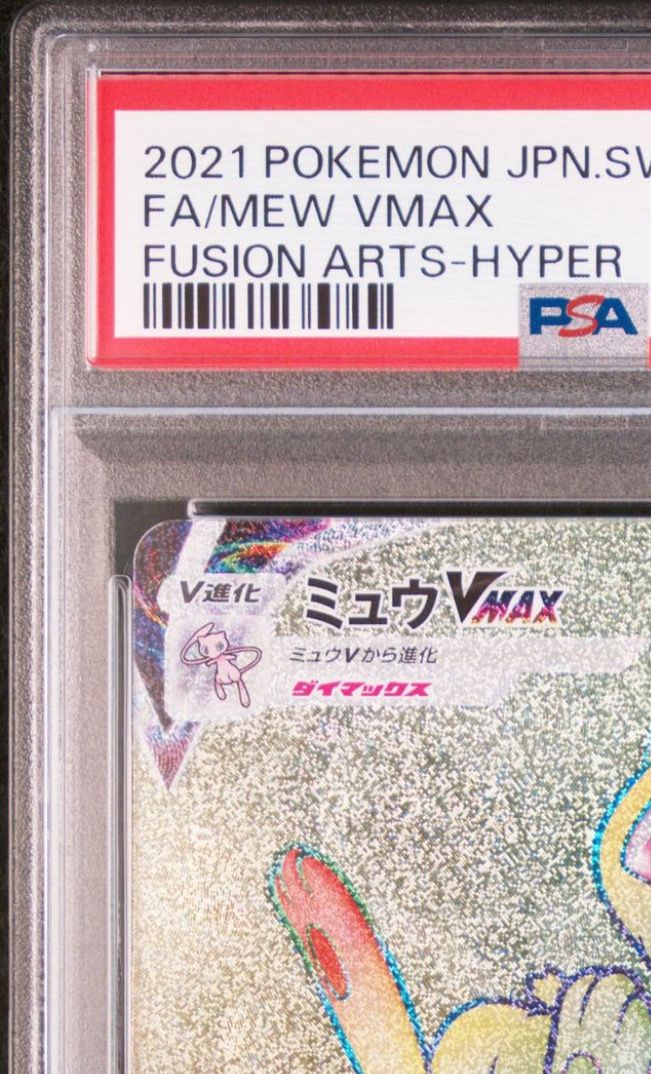 2021 POKEMON JPN.SW
FA/MEW VMAX
FUSION ARTS-HYPER
PSA
V進化
ミュウVMAX
ミュウVから進化
ダイマックス